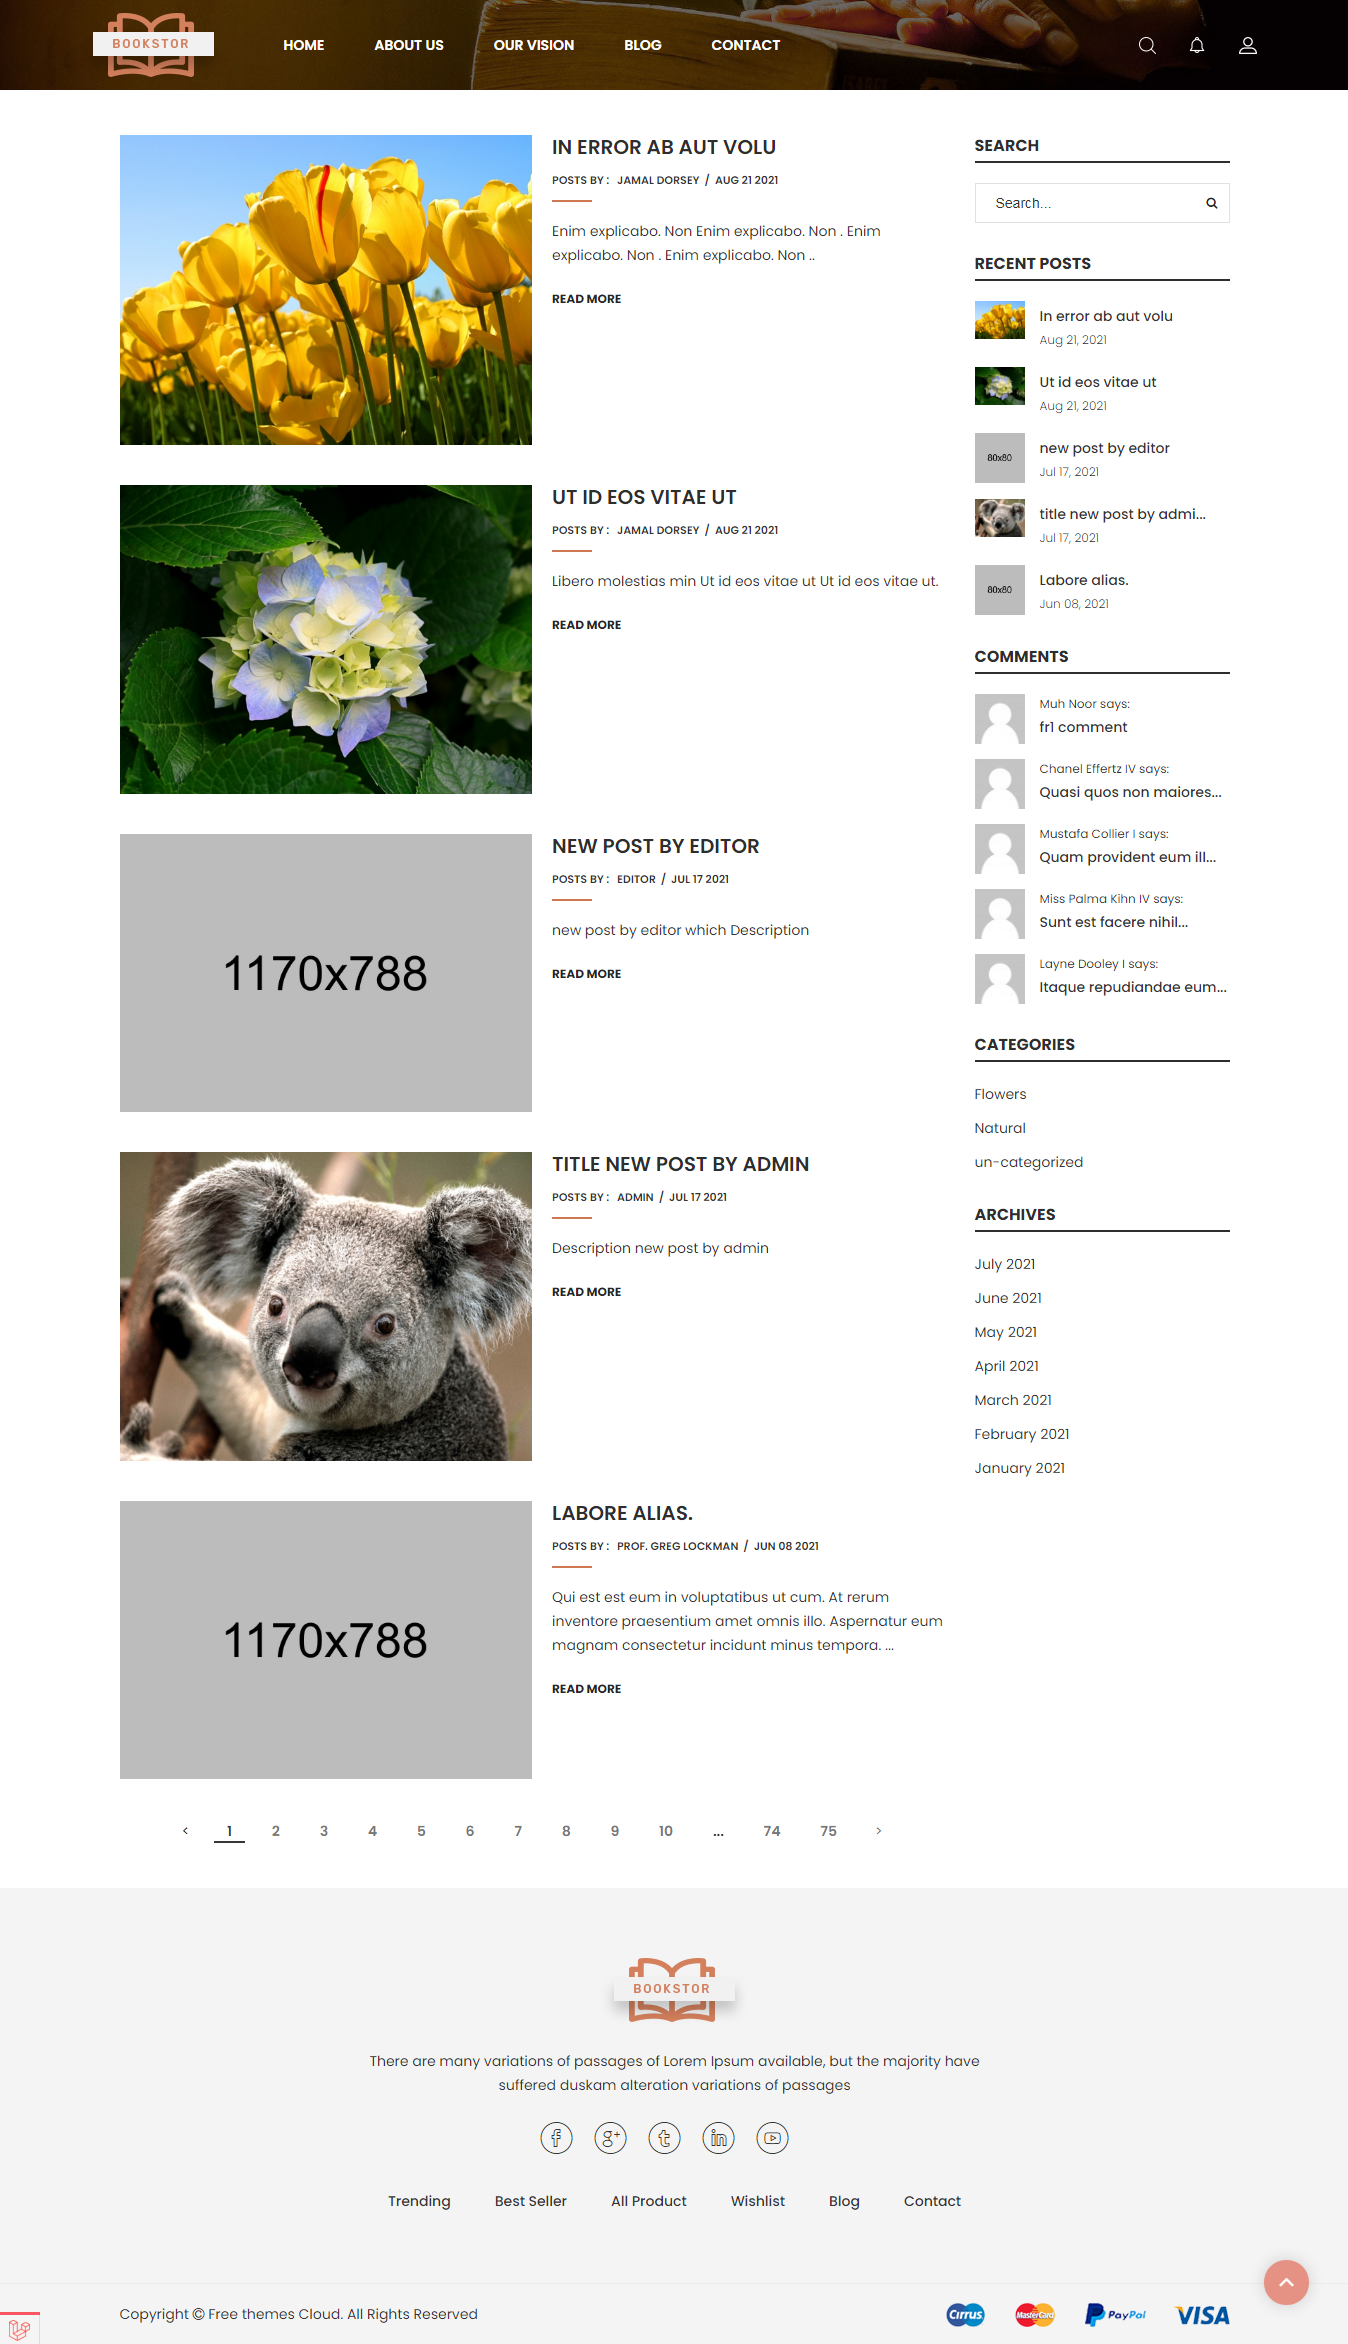 BOOKSTOR
HOME
ABOUT US
OUR VISION
BLOG
CONTACT
IN ERROR AB AUT VOLU
POSTS BY : JAMAL DORSEY / AUG 21 2021
Enim explicabo. Non Enim explicabo. Non . Enim
explicabo. Non . Enim explicabo. Non ..
READ MORE
UT ID EOS VITAE UT
POSTS BY : JAMAL DORSEY / AUG 21 2021
Libero molestias min Ut id eos vitae ut Ut id eos vitae ut.
READ MORE
1170x788
NEW POST BY EDITOR
POSTS BY : EDITOR / JUL 17 2021
new post by editor which Description
READ MORE
TITLE NEW POST BY ADMIN
POSTS BY : ADMIN / JUL 17 2021
Description new post by admin
READ MORE
1170x788
LABORE ALIAS.
POSTS BY : PROF. GREG LOCKMAN / JUN 08 2021
Qui est est eum in voluptatibus ut cum. At rerum
inventore praesentium amet omnis illo. Aspernatur eum
magnam consectetur incidunt minus tempora. ...
READ MORE
< 1 2 3 4 5 6 7 8 9 10 ... 74 75 >
SEARCH
Search...
RECENT POSTS
In error ab aut volu
Aug 21, 2021
Ut id eos vitae ut
Aug 21, 2021
80x80
new post by editor
Jul 17, 2021
title new post by admi...
Jul 17, 2021
80x80
Labore alias.
Jun 08, 2021
COMMENTS
Muh Noor says:
fr1 comment
Chanel Effertz IV says:
Quasi quos non maiores...
Mustafa Collier I says:
Quam provident eum ill...
Miss Palma Kihn IV says:
Sunt est facere nihil...
Layne Dooley I says:
Itaque repudiandae eum...
CATEGORIES
Flowers
Natural
un-categorized
ARCHIVES
July 2021
June 2021
May 2021
April 2021
March 2021
February 2021
January 2021
BOOKSTOR
There are many variations of passages of Lorem Ipsum available, but the majority have
suffered duskam alteration variations of passages
Trending
Best Seller
All Product
Wishlist
Blog
Contact
Copyright © Free themes Cloud. All Rights Reserved
Cirrus
MasterCard
PayPal
VISA